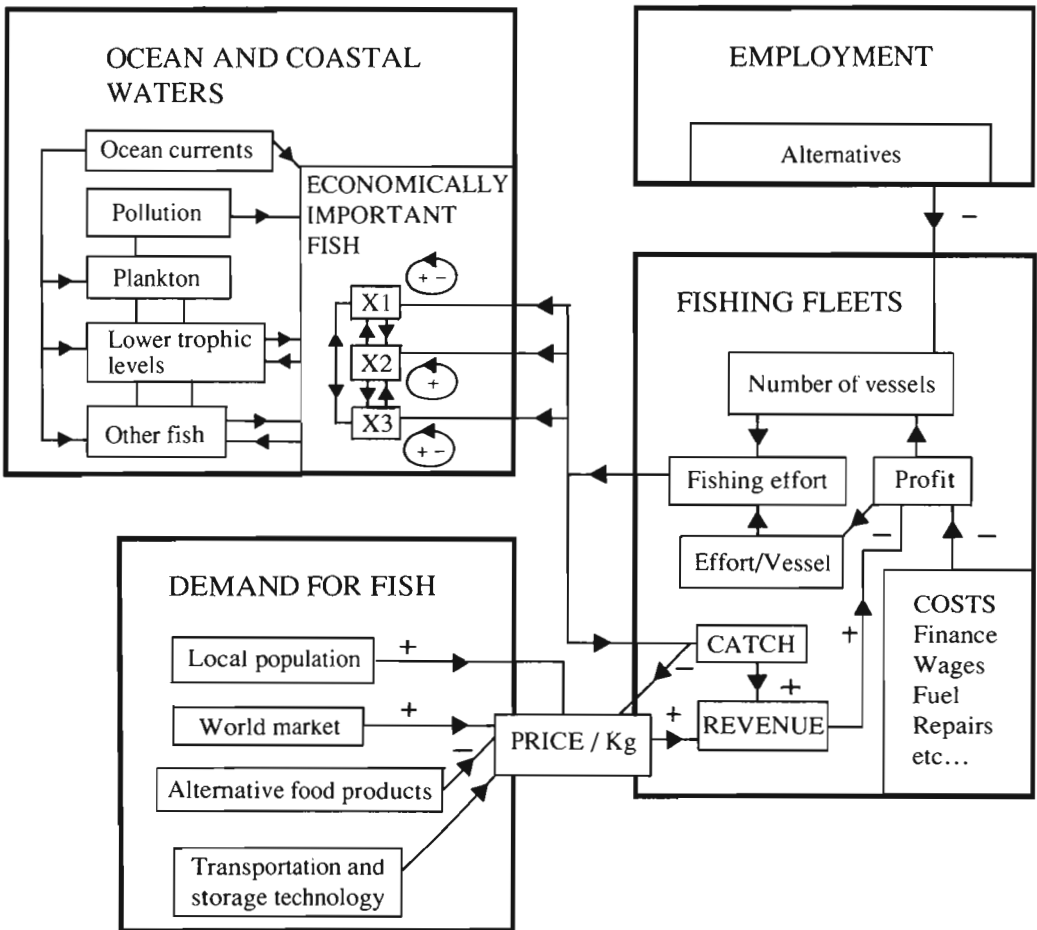 OCEAN AND COASTAL
WATERS
Ocean currents
Pollution
Plankton
Lower trophic
levels
Other fish
ECONOMICALLY
IMPORTANT
FISH
+ -
X1
X2
+
X3
+ -
EMPLOYMENT
Alternatives
-
FISHING FLEETS
Number of vessels
Fishing effort
Profit
Effort/Vessel
-
-
COSTS
Finance
Wages
Fuel
Repairs
etc...
+
CATCH
-
+
REVENUE
DEMAND FOR FISH
Local population
+
World market
+
-
Alternative food products
Transportation and
storage technology
PRICE / Kg
+